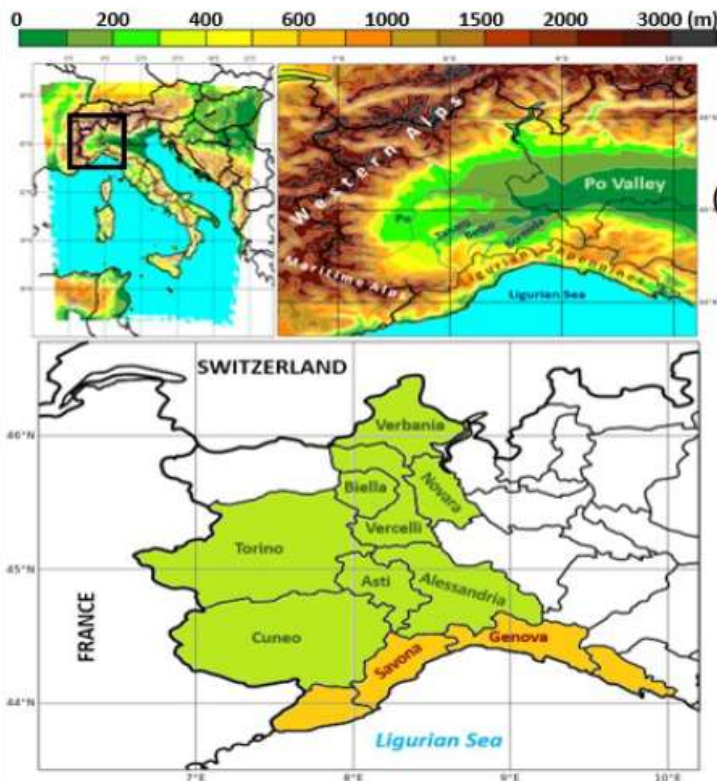 0 200 400 600 1000 2000 3000 (m)
Western Alps
Po Valley
Po
Maritime Alps
Ligurian Apennines
Ligurian Sea
SWITZERLAND
46°N
Verbania
Biella
Novara
Vercelli
Torino
45°N
Asti
Alessandria
FRANCE
Cuneo
Genova
Savona
44°N
Ligurian Sea
7°E 8°E 9°E 10°E